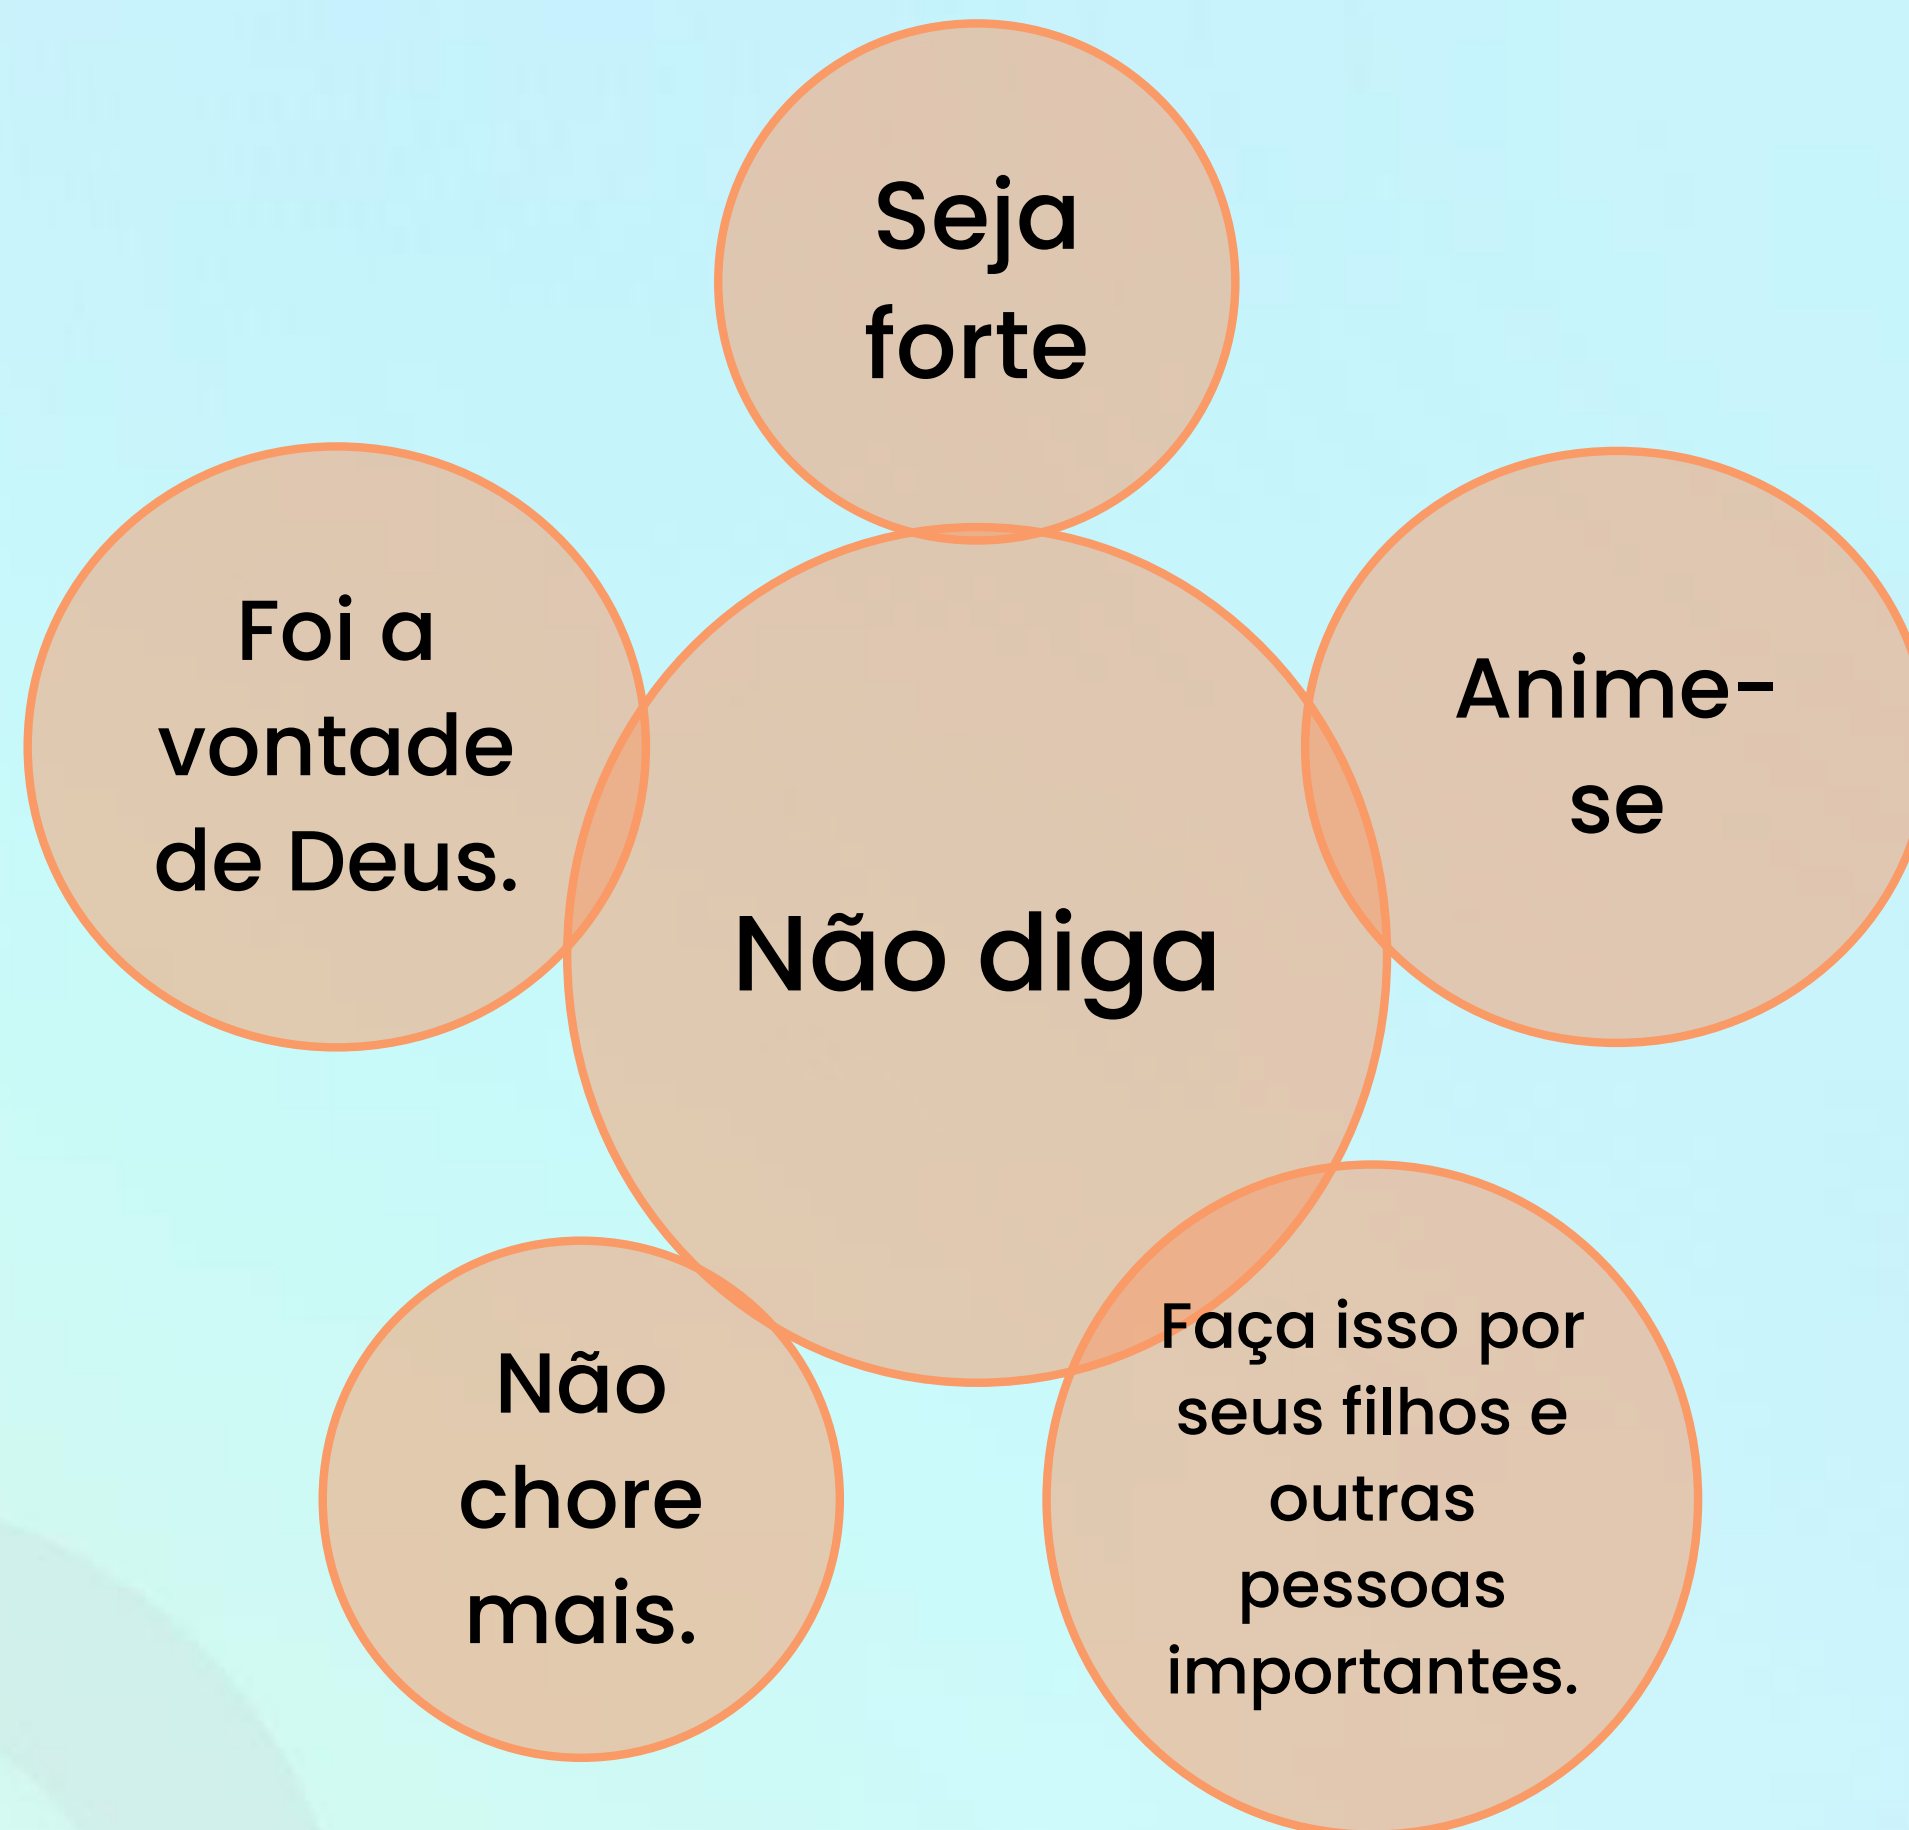 Seja
forte
Foi a
vontade
de Deus.
Anime-
se
Não diga
Não
chore
mais.
Faça isso por
seus filhos e
outras
pessoas
importantes.